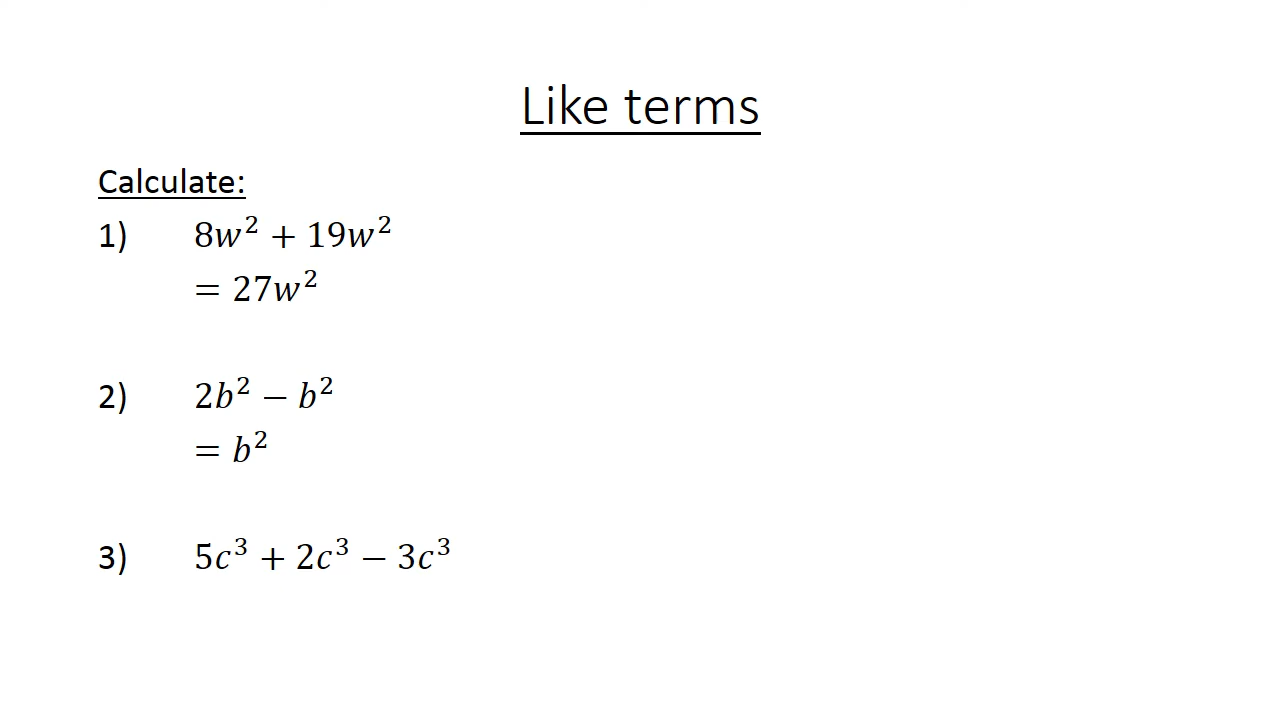 Like terms
Calculate:
1) 8w² + 19w²
= 27w²
2) 2b² − b²
= b²
3) 5c³ + 2c³ − 3c³